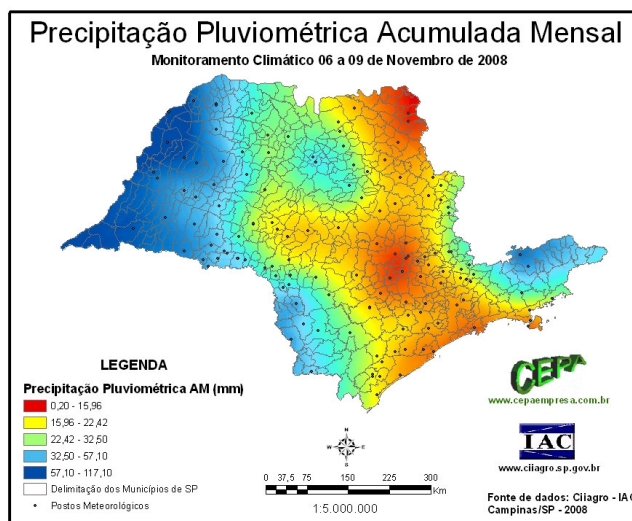 Precipitação Pluviométrica Acumulada Mensal
Monitoramento Climático 06 a 09 de Novembro de 2008
LEGENDA
Precipitação Pluviométrica AM (mm)
0,20 - 15,96
15,96 - 22,42
22,42 - 32,50
32,50 - 57,10
57,10 - 117,10
Delimitação dos Municípios de SP
Postos Meteorológicos
N
W
E
S
0 37,5 75 150 225 300
Km
1:5.000.000
CEPA
www.cepaempresa.com.br
IAC
www.ciiagro.sp.gov.br
Fonte de dados: Ciiagro - IAC
Campinas/SP - 2008